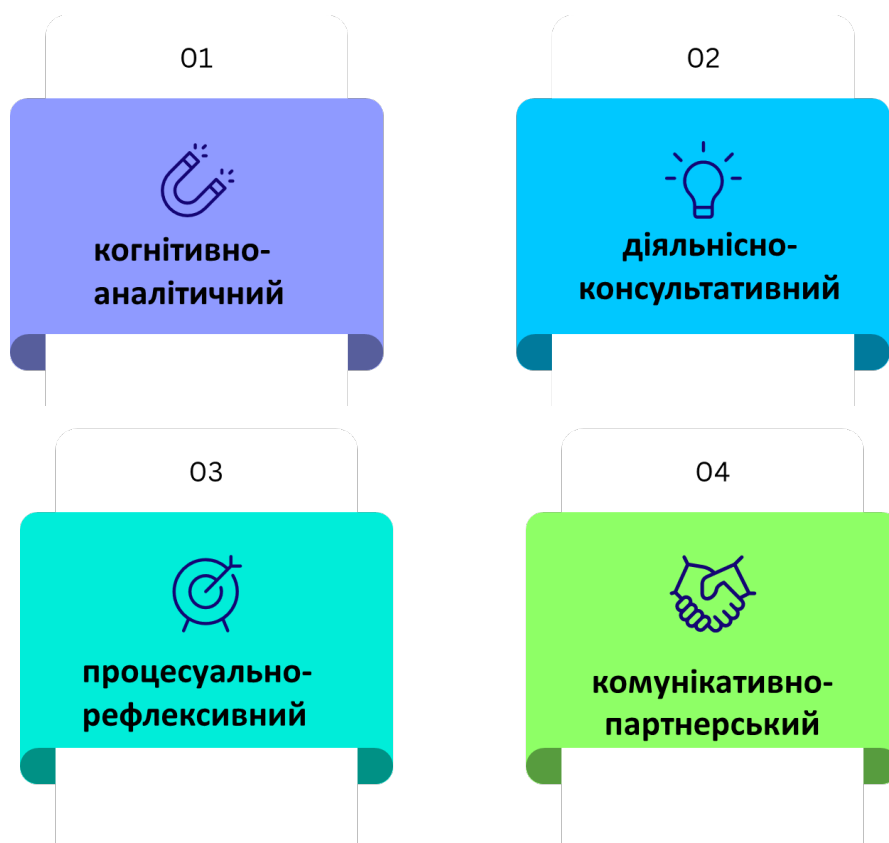 01
когнітивно-
аналітичний
02
діяльнісно-
консультативний
03
процесуально-
рефлексивний
04
комунікативно-
партнерський